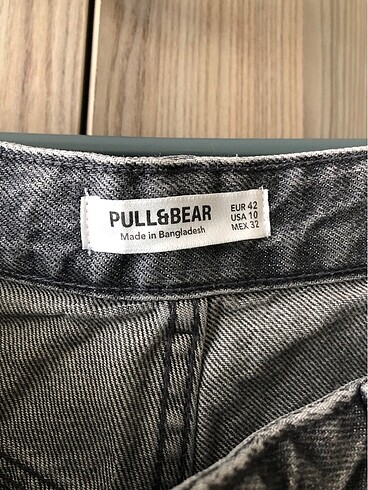 PULL&BEAR
Made in Bangladesh
EUR 42
USA 10
MEX 32